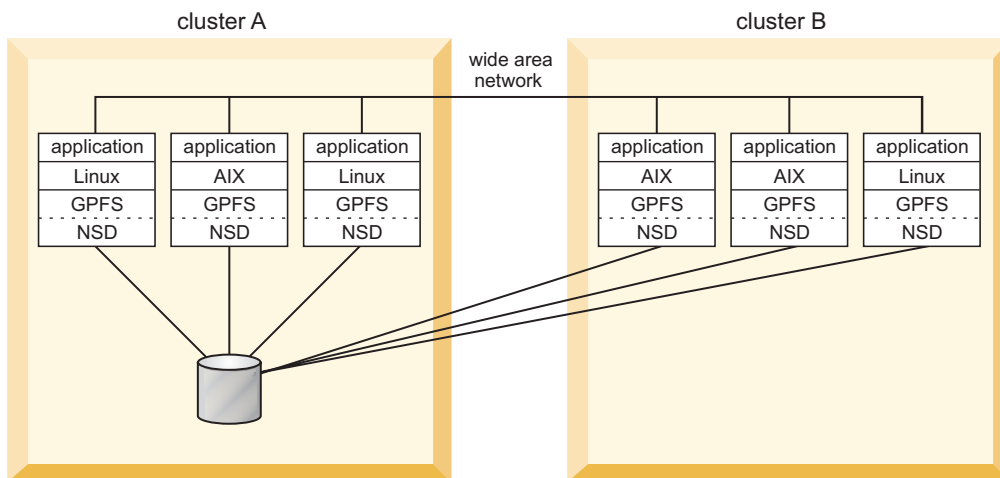 cluster A
cluster B
wide area
network
application
Linux
GPFS
NSD
application
AIX
GPFS
NSD
application
Linux
GPFS
NSD
application
AIX
GPFS
NSD
application
AIX
GPFS
NSD
application
Linux
GPFS
NSD